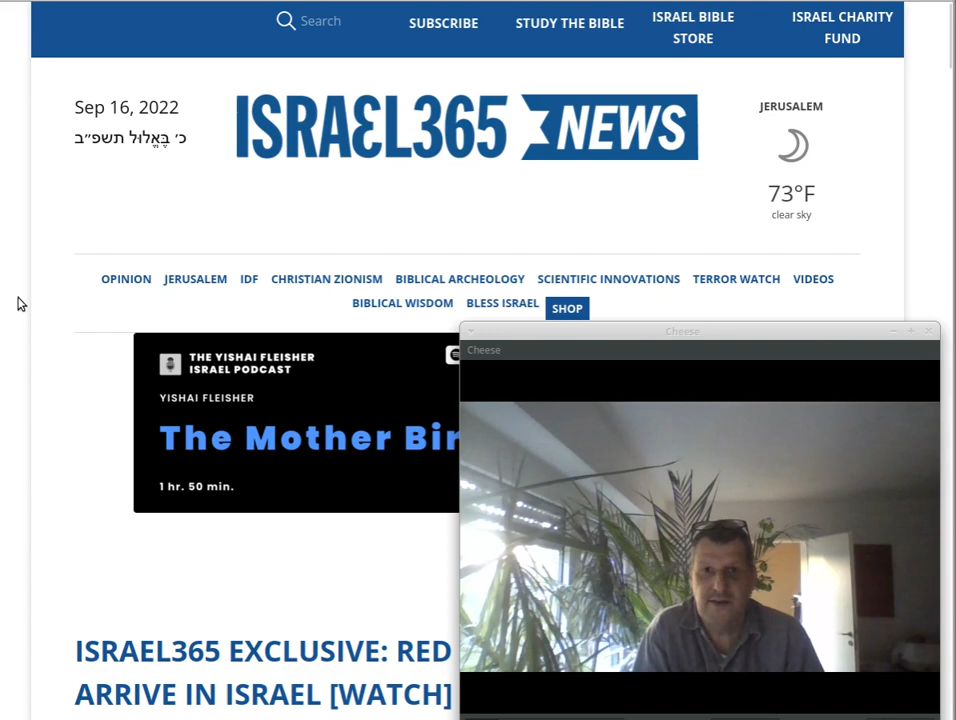 Search
SUBSCRIBE
STUDY THE BIBLE
ISRAEL BIBLE
STORE
ISRAEL CHARITY
FUND
Sep 16, 2022
כ׳ בֶּאֱלוּל תשפ״ב
ISRAEL365 NEWS
JERUSALEM
73°F
clear sky
OPINION JERUSALEM IDF CHRISTIAN ZIONISM BIBLICAL ARCHEOLOGY SCIENTIFIC INNOVATIONS TERROR WATCH VIDEOS
BIBLICAL WISDOM BLESS ISRAEL SHOP
THE YISHAI FLEISHER
ISRAEL PODCAST
YISHAI FLEISHER
The Mother Bir
1 hr. 50 min.
Cheese
Cheese
ISRAEL365 EXCLUSIVE: RED
ARRIVE IN ISRAEL [WATCH]